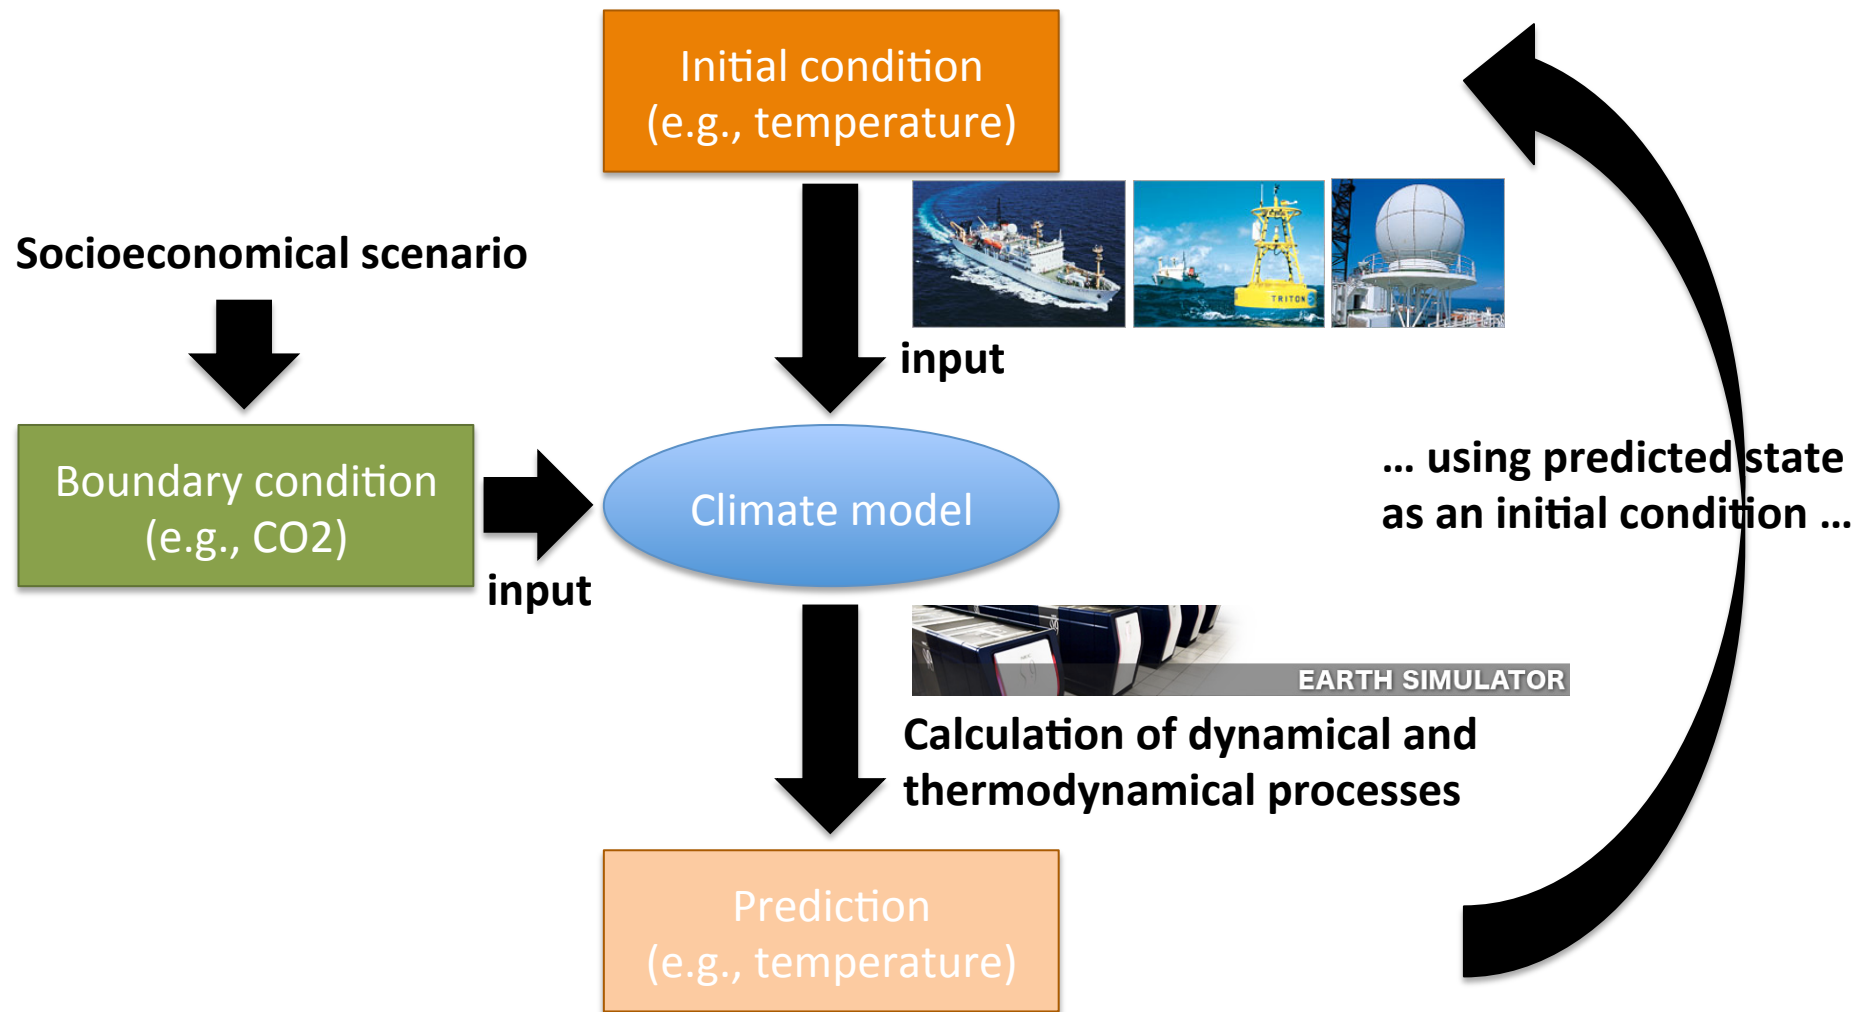 Initial condition
(e.g., temperature)
Socioeconomical scenario
TRITON
input
Boundary condition
(e.g., CO2)
input
Climate model
... using predicted state
as an initial condition ...
EARTH SIMULATOR
Calculation of dynamical and
thermodynamical processes
Prediction
(e.g., temperature)